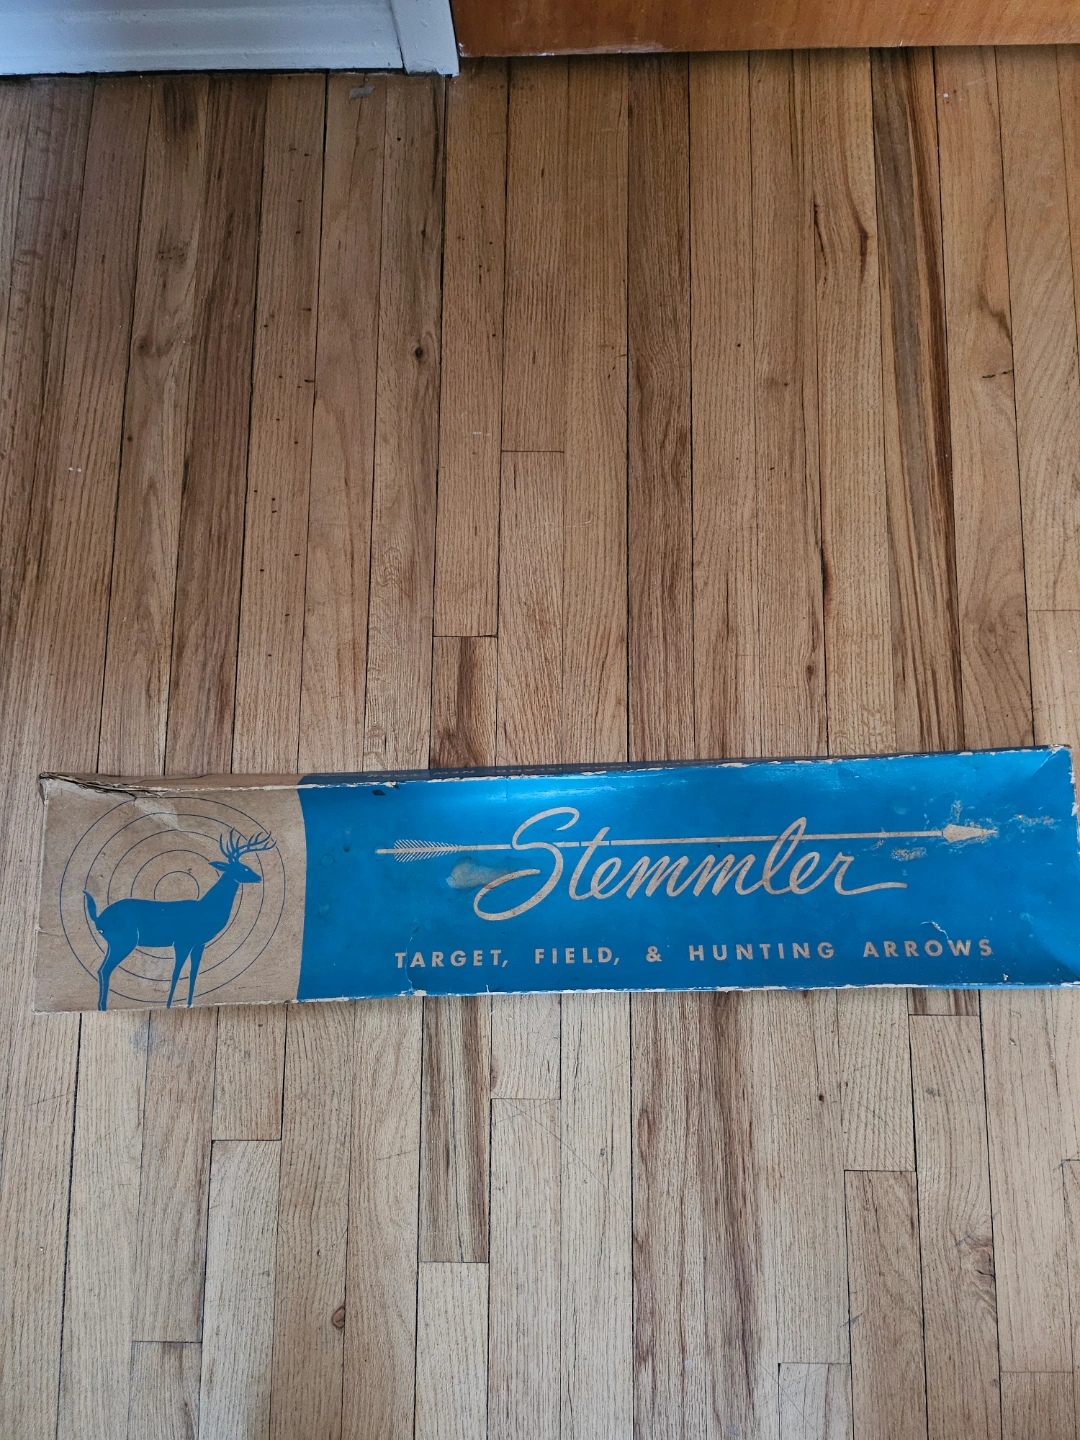 Stemmler
TARGET, FIELD, & HUNTING ARROWS